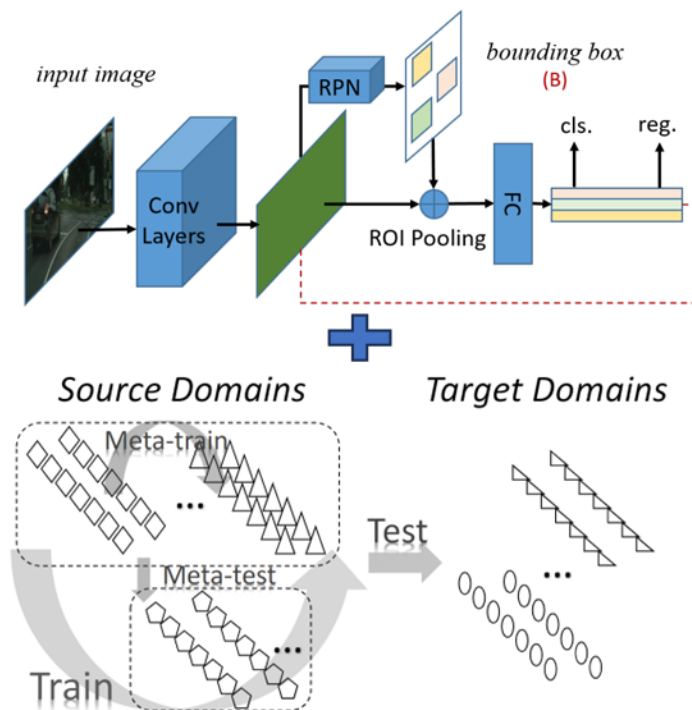 input image
RPN
bounding box
(B)
cls.
reg.
Conv
Layers
FC
ROI Pooling
Source Domains
Target Domains
Meta-train
...
Test
Meta-test
...
...
Train